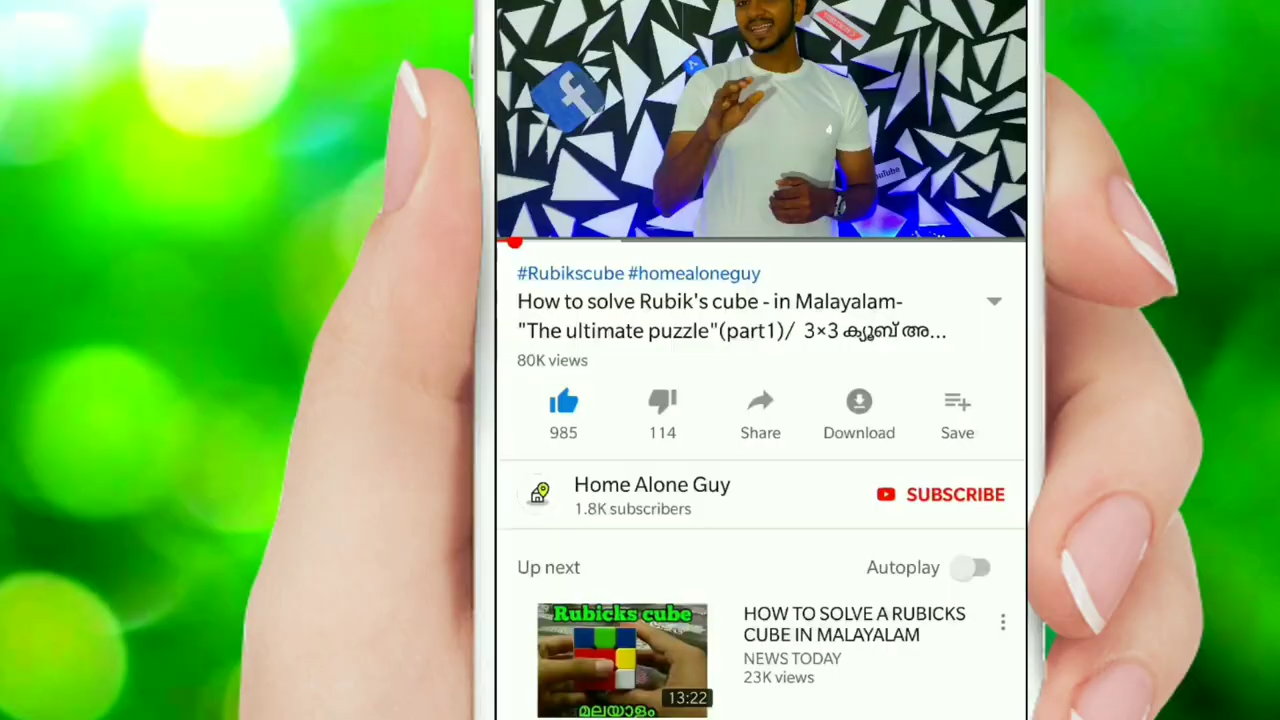 YouTube
#Rubikscube #homealoneguy
How to solve Rubik's cube - in Malayalam-
"The ultimate puzzle"(part1)/ 3×3 ക്യൂബ് അ...
80K views
985
114
Share
Download
Save
Home Alone Guy
1.8K subscribers
SUBSCRIBE
Up next
Autoplay
Rubicks cube
13:22
മലയാളം
HOW TO SOLVE A RUBICKS
CUBE IN MALAYALAM
NEWS TODAY
23K views